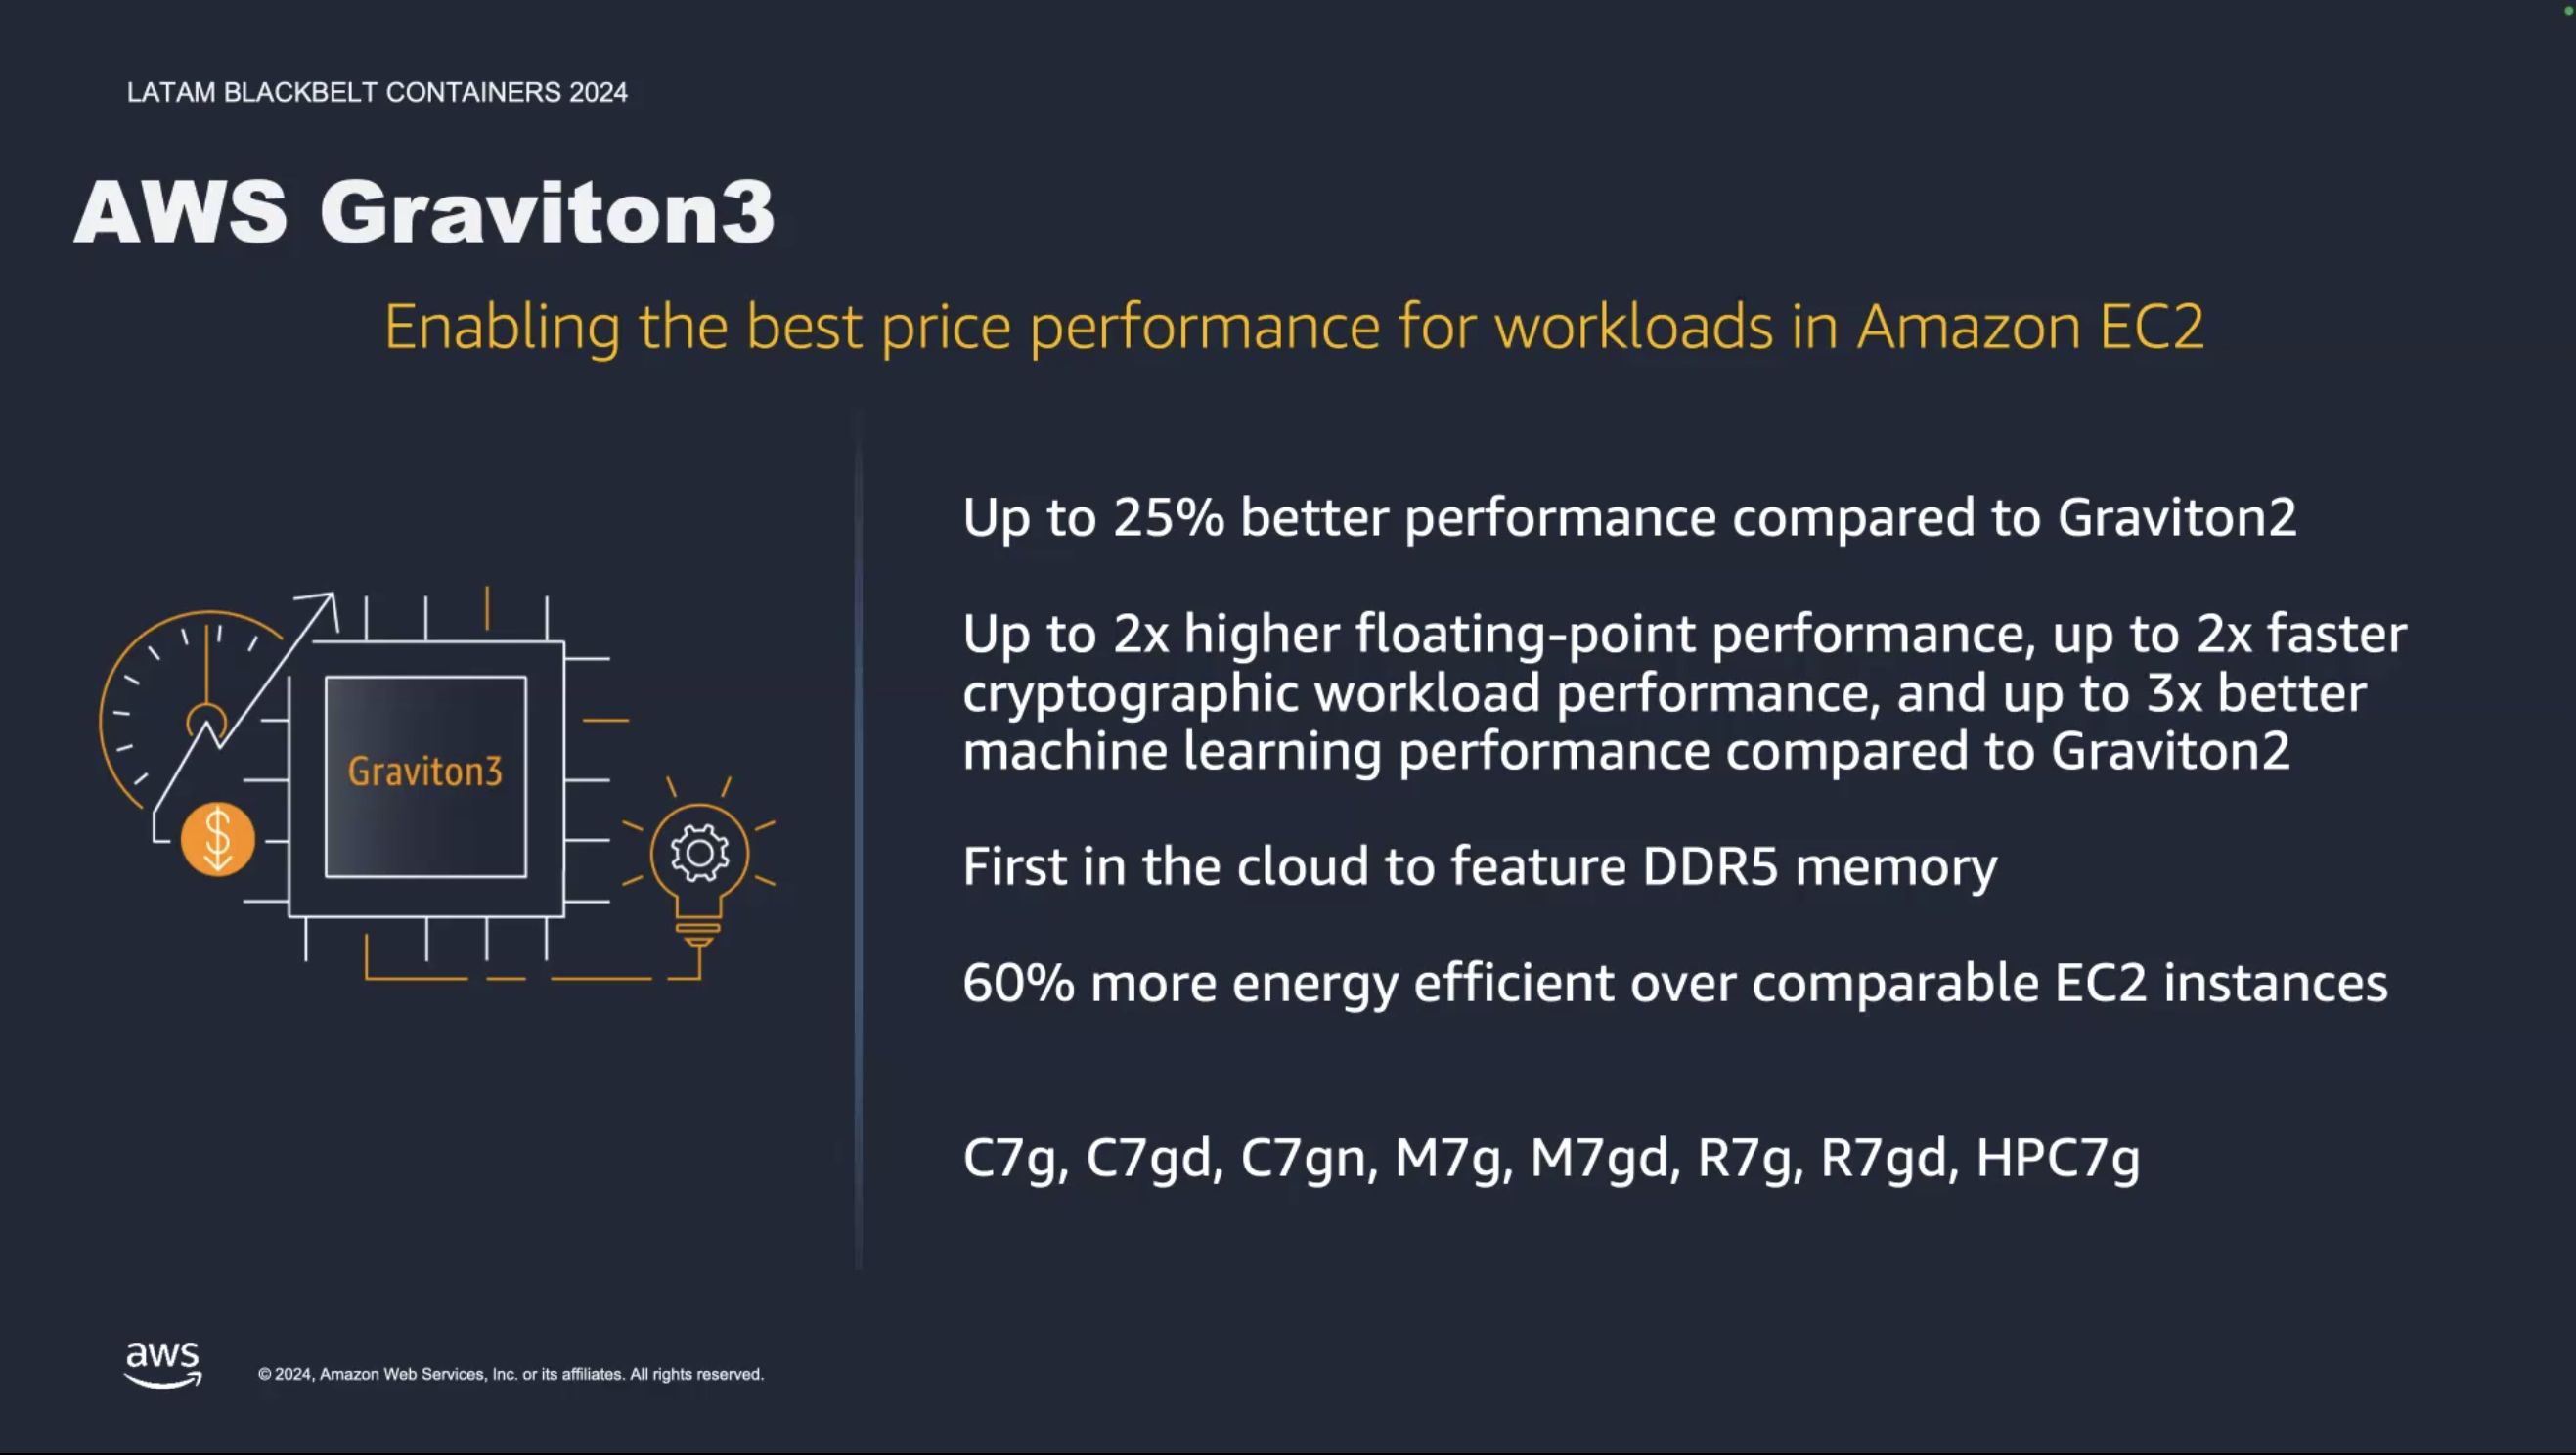 LATAM BLACKBELT CONTAINERS 2024
AWS Graviton3
Enabling the best price performance for workloads in Amazon EC2
Graviton3
$
Up to 25% better performance compared to Graviton2
Up to 2x higher floating-point performance, up to 2x faster
cryptographic workload performance, and up to 3x better
machine learning performance compared to Graviton2
First in the cloud to feature DDR5 memory
60% more energy efficient over comparable EC2 instances
C7g, C7gd, C7gn, M7g, M7gd, R7g, R7gd, HPC7g
aws
© 2024, Amazon Web Services, Inc. or its affiliates. All rights reserved.